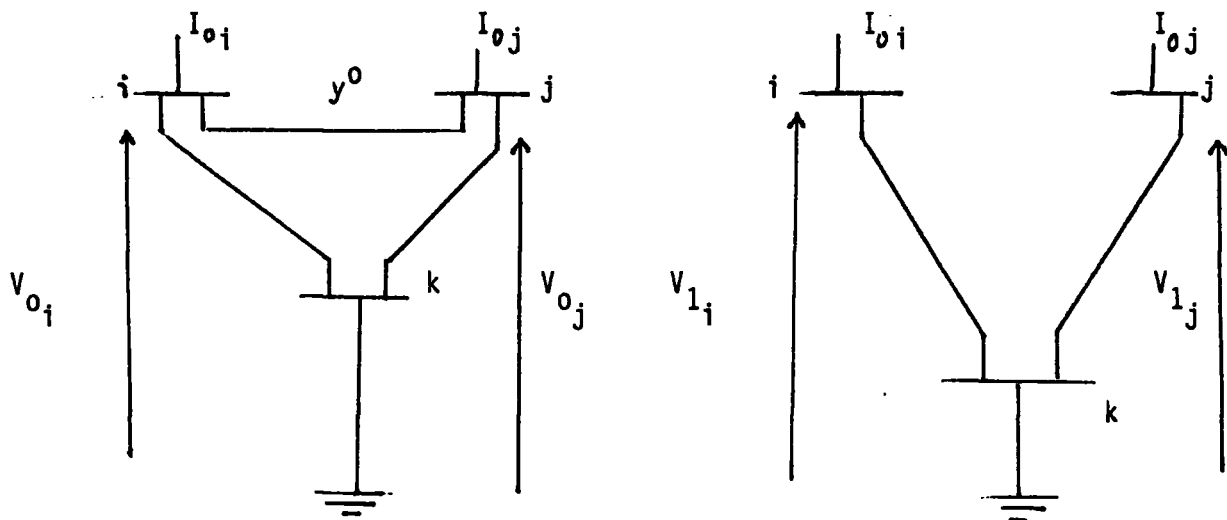 I₀ᵢ I₀ⱼ I₀ᵢ I₀ⱼ
i y⁰ j i j
V₀ᵢ k V₀ⱼ V₁ᵢ V₁ⱼ
k